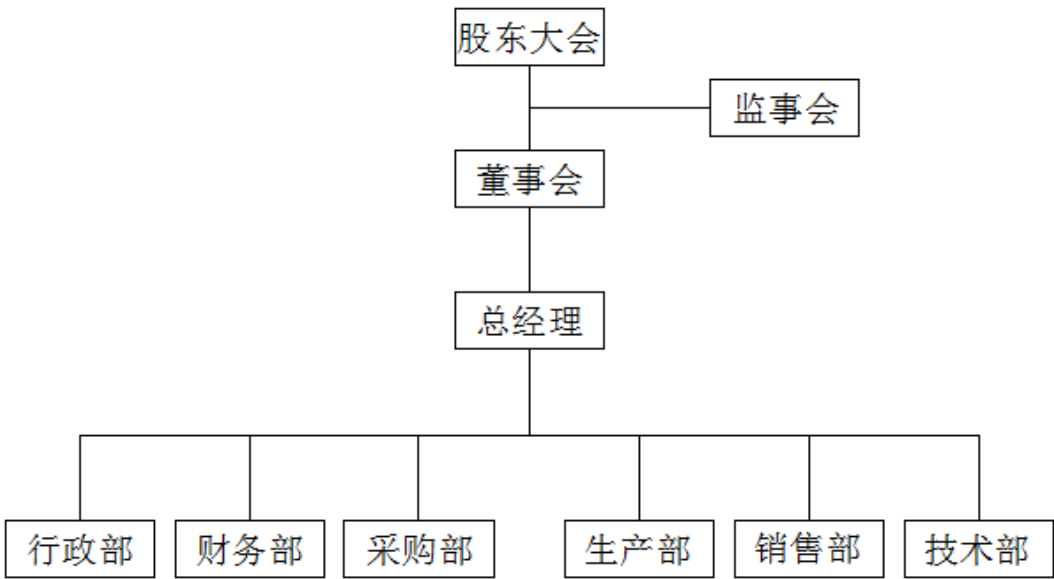 股东大会
监事会
董事会
总经理
行政部
财务部
采购部
生产部
销售部
技术部